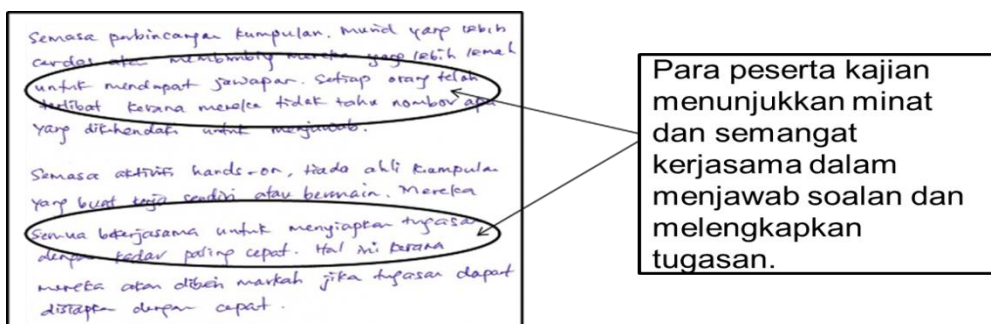 Semasa perbincangan kumpulan, murid yang lebih
cerdas akan membimbing mereka yang lebih lemah
untuk mendapat jawapan. Setiap orang telah
terlibat kerana mereka tidak tahu nombor apa
yang dikehendaki untuk menjawab.
Semasa aktiviti hands-on, tiada ahli kumpulan
yang buat kerja sendiri atau bermain. Mereka
semua bekerjasama untuk menyiapkan tugasan
dengan kadar paling cepat. Hal ini kerana
mereka akan diberi markah jika tugasan dapat
disiapkan dengan cepat.
Para peserta kajian
menunjukkan minat
dan semangat
kerjasama dalam
menjawab soalan dan
melengkapkan
tugasan.